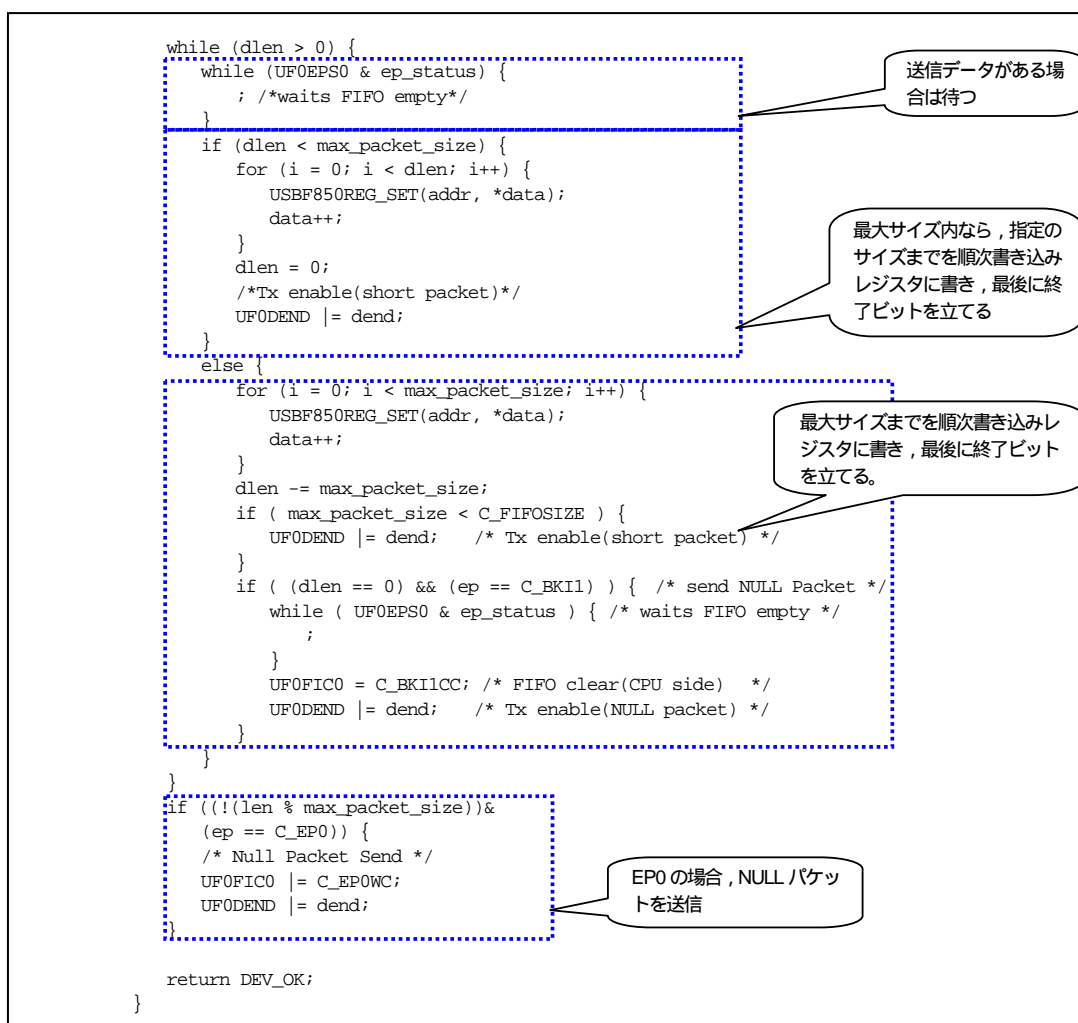 while (dlen > 0) {
while (UF0EPS0 & ep_status) {
; /*waits FIFO empty*/
}
送信データがある場
合は待つ
if (dlen < max_packet_size) {
for (i = 0; i < dlen; i++) {
USBF850REG_SET(addr, *data);
data++;
}
dlen = 0;
/*Tx enable(short packet)*/
UF0DEND |= dend;
}
最大サイズ内なら，指定の
サイズまでを順次書き込み
レジスタに書き，最後に終
了ビットを立てる
else {
for (i = 0; i < max_packet_size; i++) {
USBF850REG_SET(addr, *data);
data++;
}
dlen -= max_packet_size;
if ( max_packet_size < C_FIFOSIZE ) {
UF0DEND |= dend; /* Tx enable(short packet) */
}
if ( (dlen == 0) && (ep == C_BKI1) ) { /* send NULL Packet */
while ( UF0EPS0 & ep_status ) { /* waits FIFO empty */
;
}
UF0FIC0 = C_BKI1CC; /* FIFO clear(CPU side) */
UF0DEND |= dend; /* Tx enable(NULL packet) */
}
}
}
最大サイズまでを順次書き込みレ
ジスタに書き，最後に終了ビット
を立てる。
if ((!(len % max_packet_size))&
(ep == C_EP0)) {
/* Null Packet Send */
UF0FIC0 |= C_EP0WC;
UF0DEND |= dend;
}
EP0 の場合，NULL パケッ
トを送信
return DEV_OK;
}